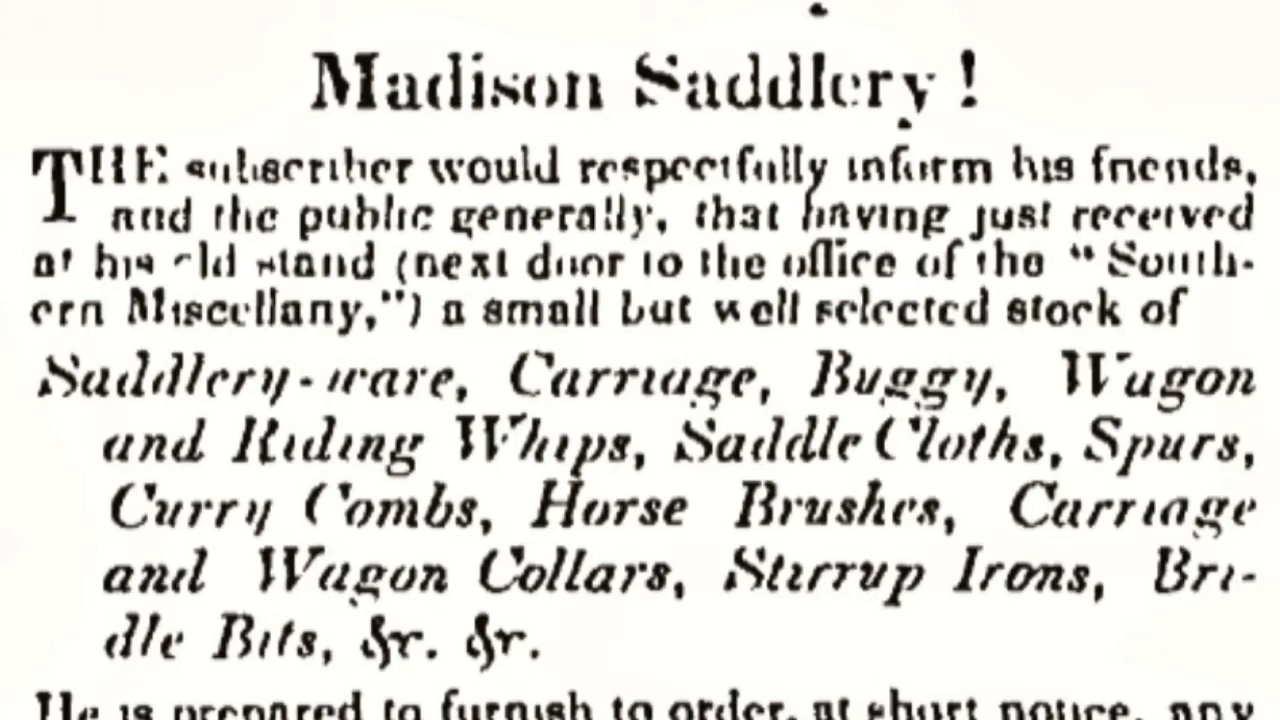 Madison Saddlery!
THE subscriber would respectfully inform his friends,
and the public generally, that having just received
at his old stand (next door to the office of the "South-
ern Miscellany,") a small but well selected stock of
Saddlery-ware, Carriage, Buggy, Wagon
and Riding Whips, Saddle Cloths, Spurs,
Curry Combs, Horse Brushes, Carriage
and Wagon Collars, Stirrup Irons, Bri-
dle Bits, &c. &c.
He is prepared to furnish to order, at short notice, any